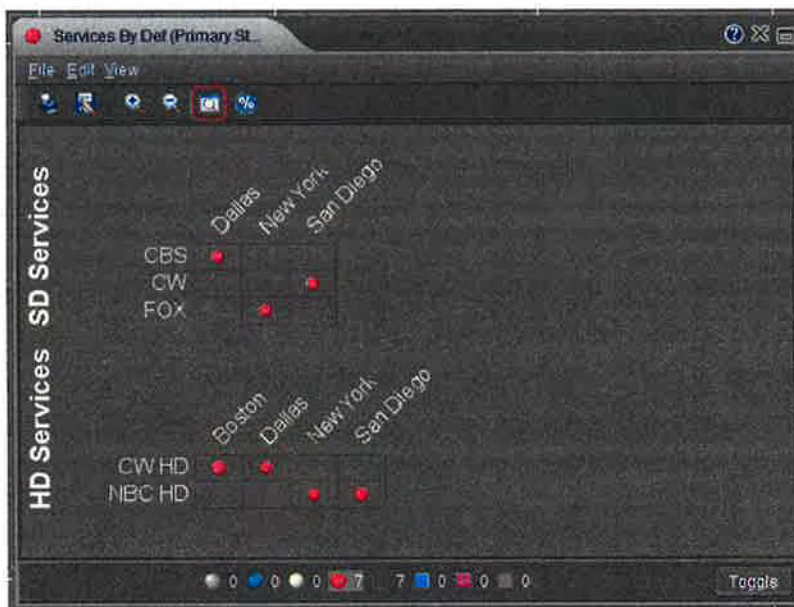 Services By Def (Primary St...
File Edit View
%
SD Services
Dallas New York San Diego
CBS
CW
FOX
HD Services
Boston Dallas New York San Diego
CW HD
NBC HD
0 0 0 7 7 0 0 0 Toggle